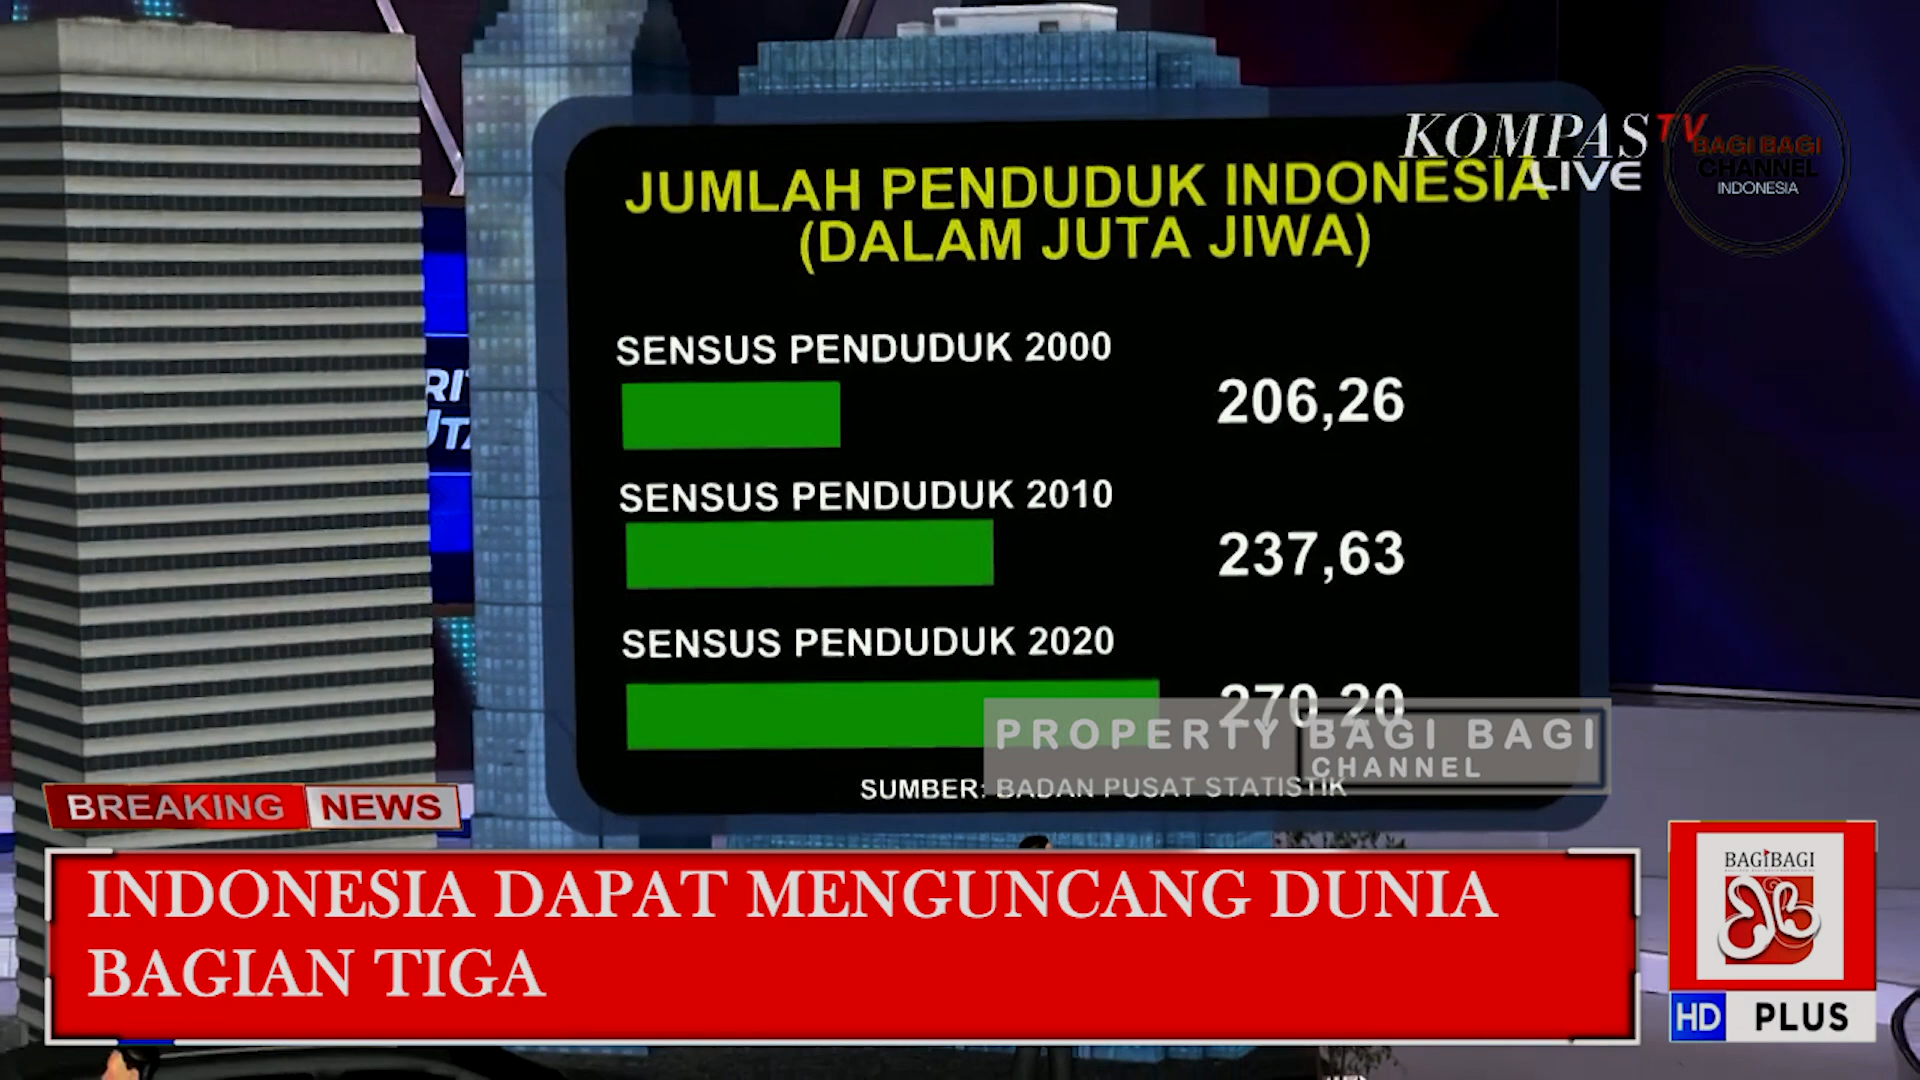 KOMPAS TV
LIVE
BAGI BAGI
CHANNEL
INDONESIA
JUMLAH PENDUDUK INDONESIA
(DALAM JUTA JIWA)
SENSUS PENDUDUK 2000
206,26
SENSUS PENDUDUK 2010
237,63
SENSUS PENDUDUK 2020
270,20
PROPERTY BAGI BAGI
CHANNEL
SUMBER: BADAN PUSAT STATISTIK
BREAKING NEWS
INDONESIA DAPAT MENGUNCANG DUNIA
BAGIAN TIGA
BAGIBAGI
HD PLUS